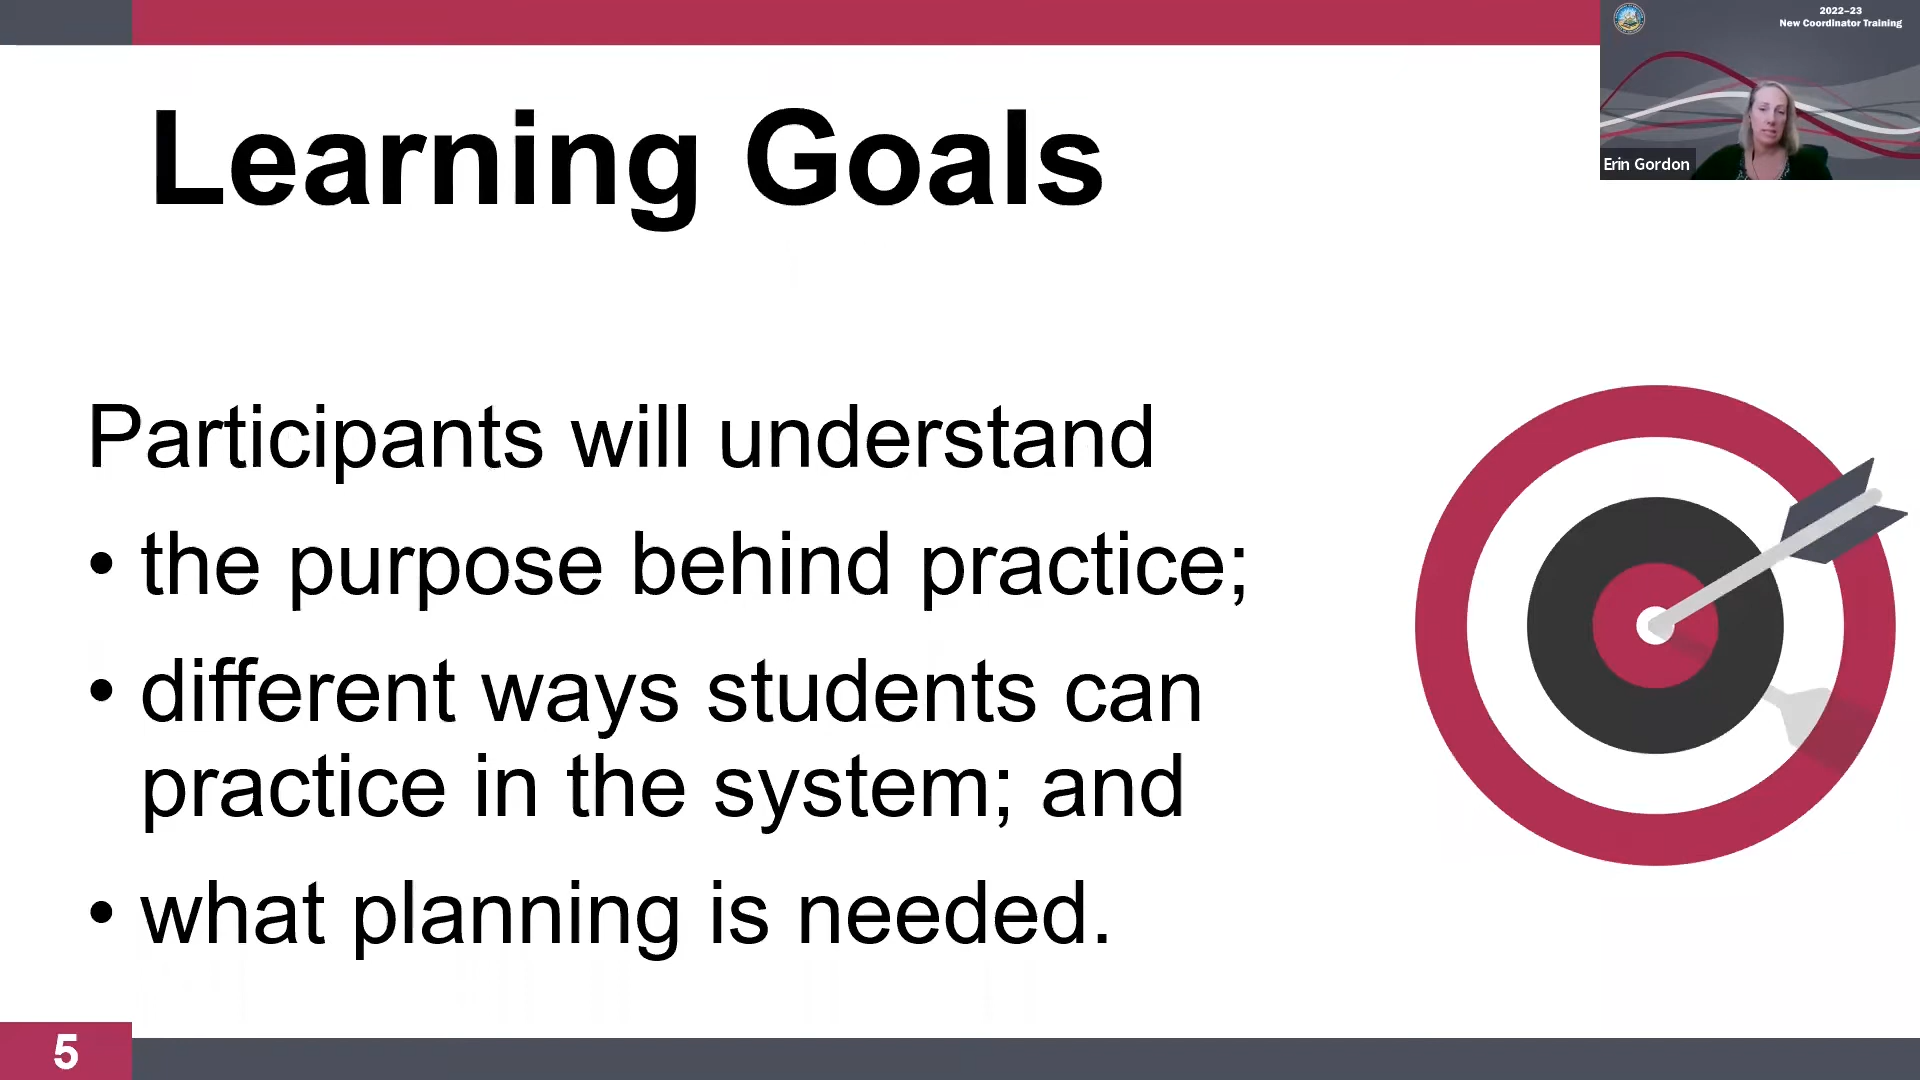 2022–23
New Coordinator Training
Erin Gordon
Learning Goals
Participants will understand
• the purpose behind practice;
• different ways students can
practice in the system; and
• what planning is needed.
5